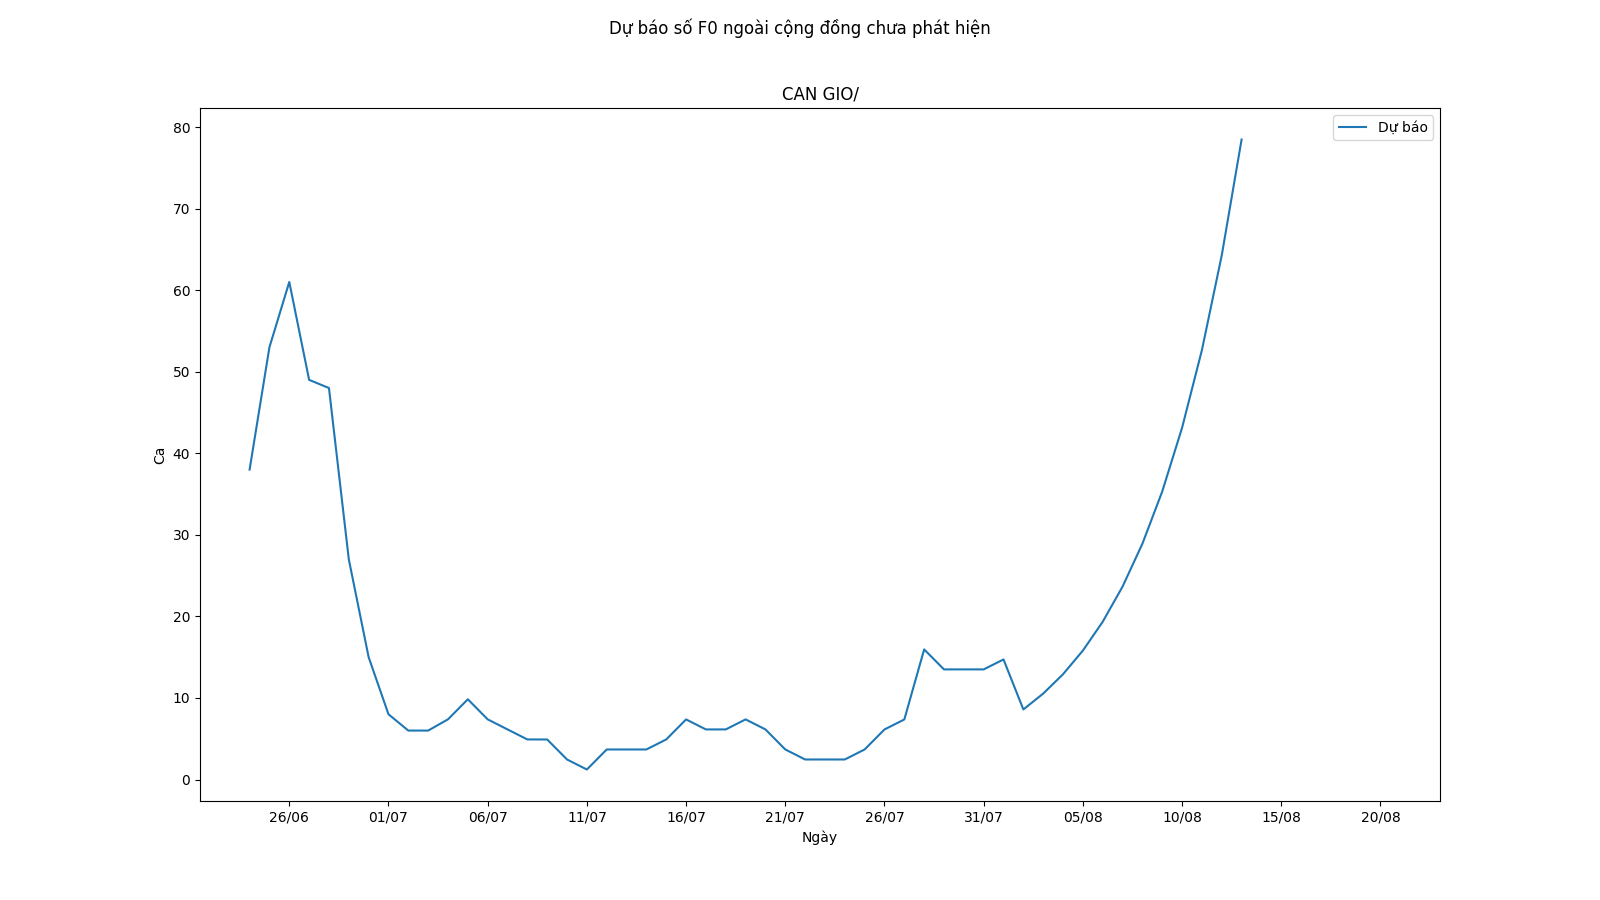 Dự báo số F0 ngoài cộng đồng chưa phát hiện
CAN GIO/
Dự báo
80
70
60
50
40
30
20
10
0
Ca
26/06 01/07 06/07 11/07 16/07 21/07 26/07 31/07 05/08 10/08 15/08 20/08
Ngày